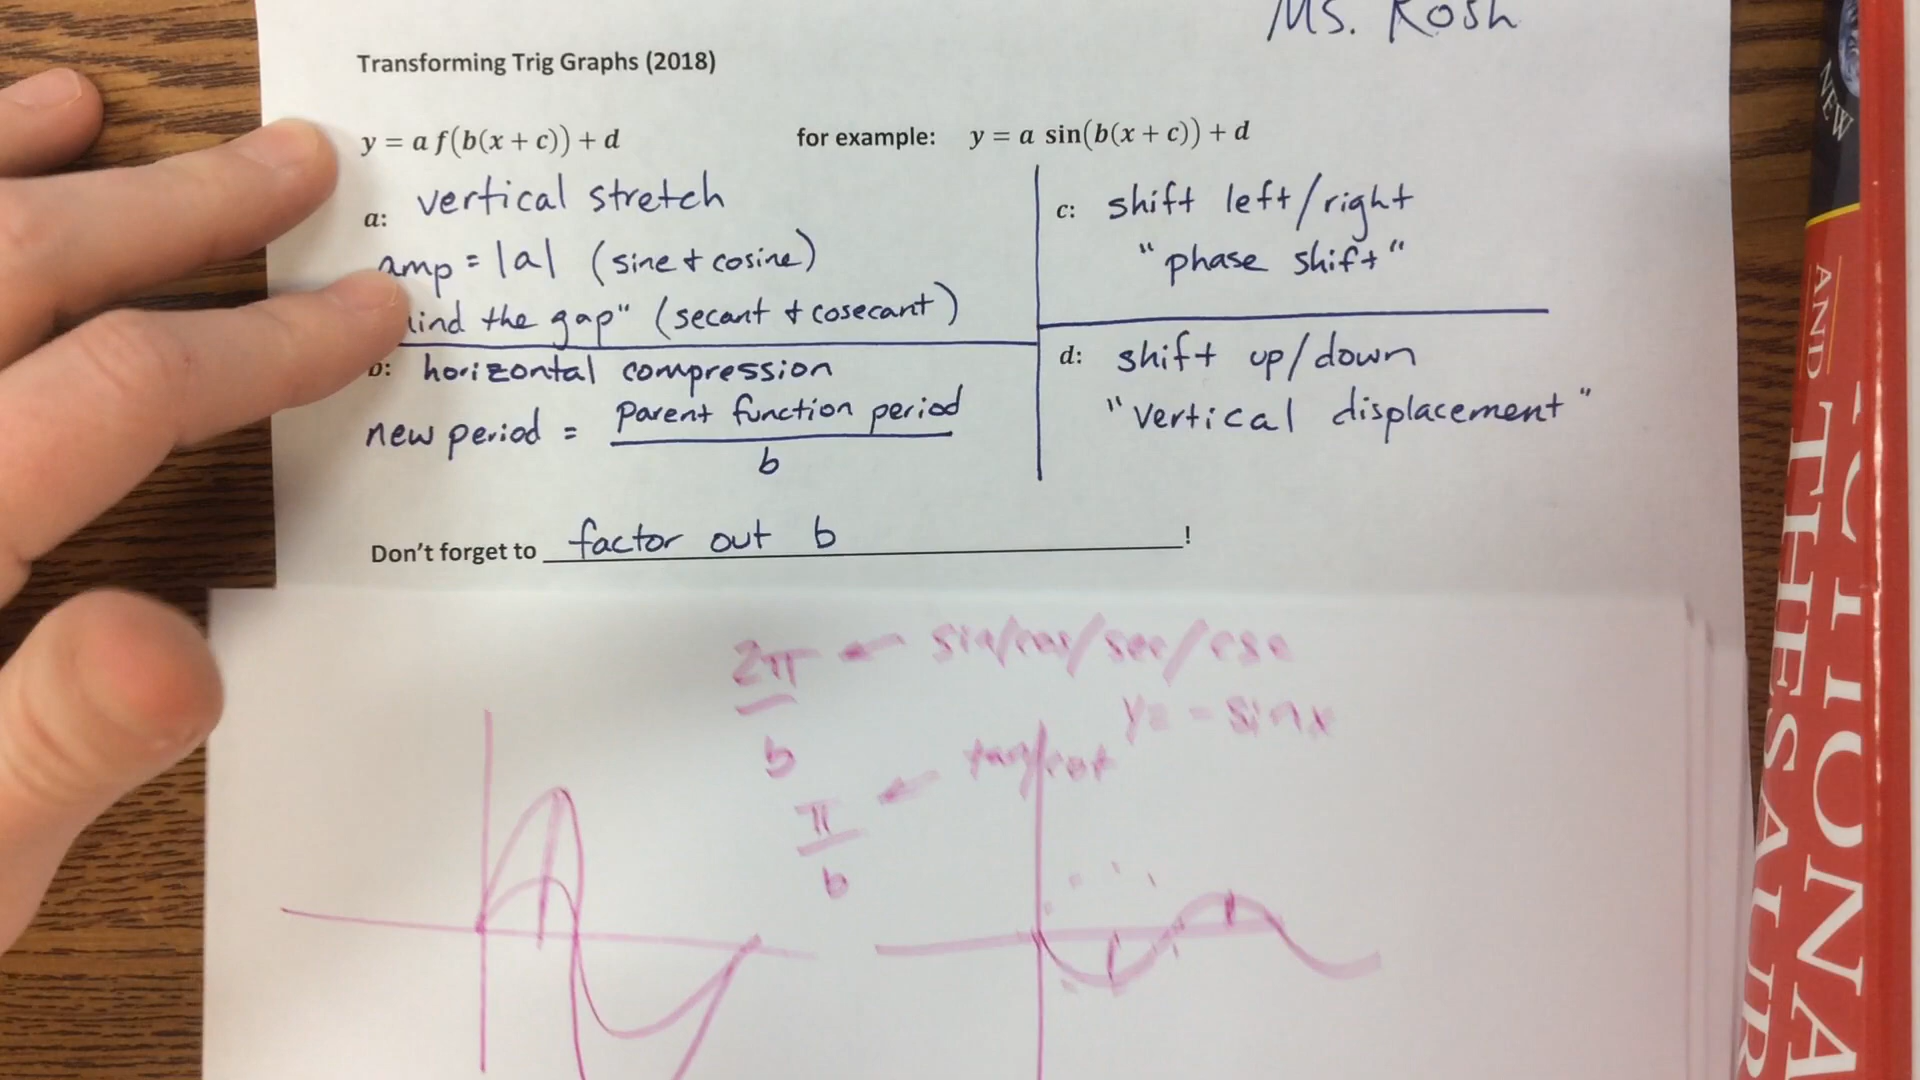 Ms. Rosh
Transforming Trig Graphs (2018)
y = a f(b(x + c)) + d
for example: y = a sin(b(x + c)) + d
a: vertical stretch
amp = |a| (sine + cosine)
the gap" (secant + cosecant)
b: horizontal compression
new period = parent function period
b
c: shift left/right
"phase shift"
d: shift up/down
"vertical displacement"
Don't forget to factor out b !
2π ← sin/cos/sec/csc
b
y = - sinx
π ← tan/cot
b
NEW
AND
THESAUR